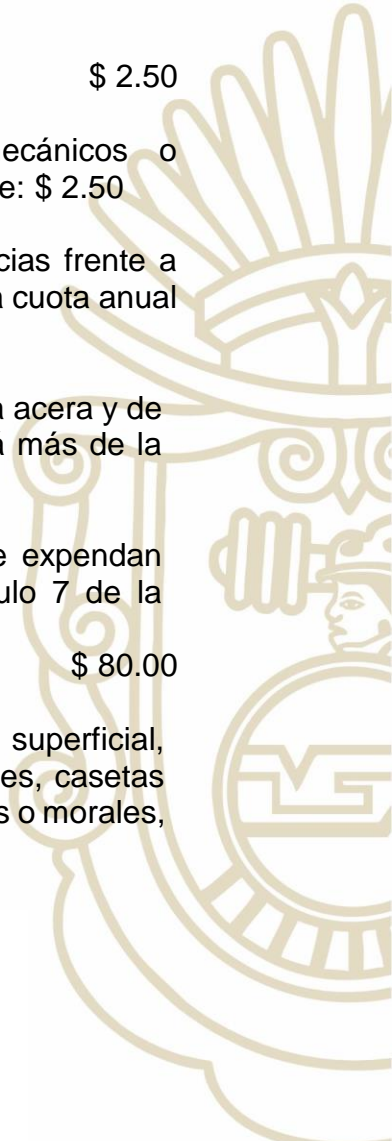 $ 2.50
ecánicos o
e: $ 2.50
cias frente a
a cuota anual
a acera y de
á más de la
e expendan
ulo 7 de la
$ 80.00
superficial,
es, casetas
s o morales,